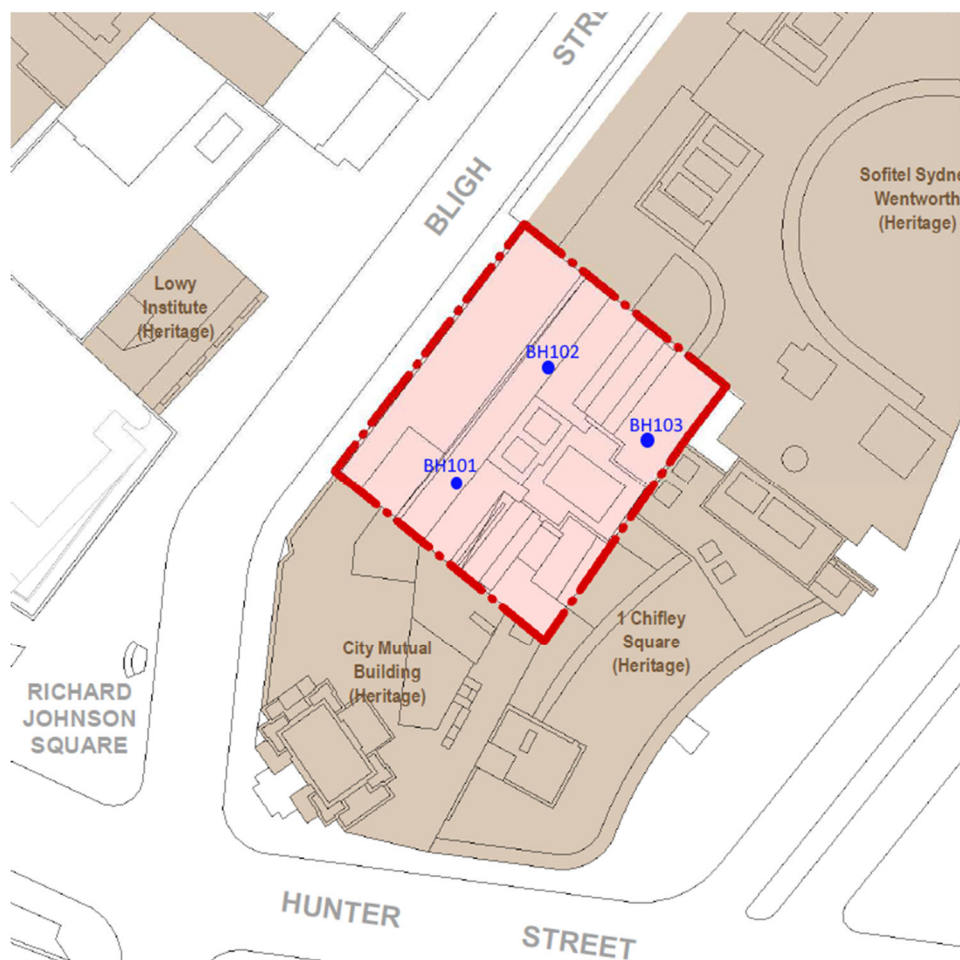 STRE
BLIGH
Sofitel Sydne
Wentworth
(Heritage)
Lowy
Institute
(Heritage)
BH102
BH103
BH101
1 Chifley
Square
(Heritage)
City Mutual
Building
(Heritage)
RICHARD
JOHNSON
SQUARE
HUNTER
STREET